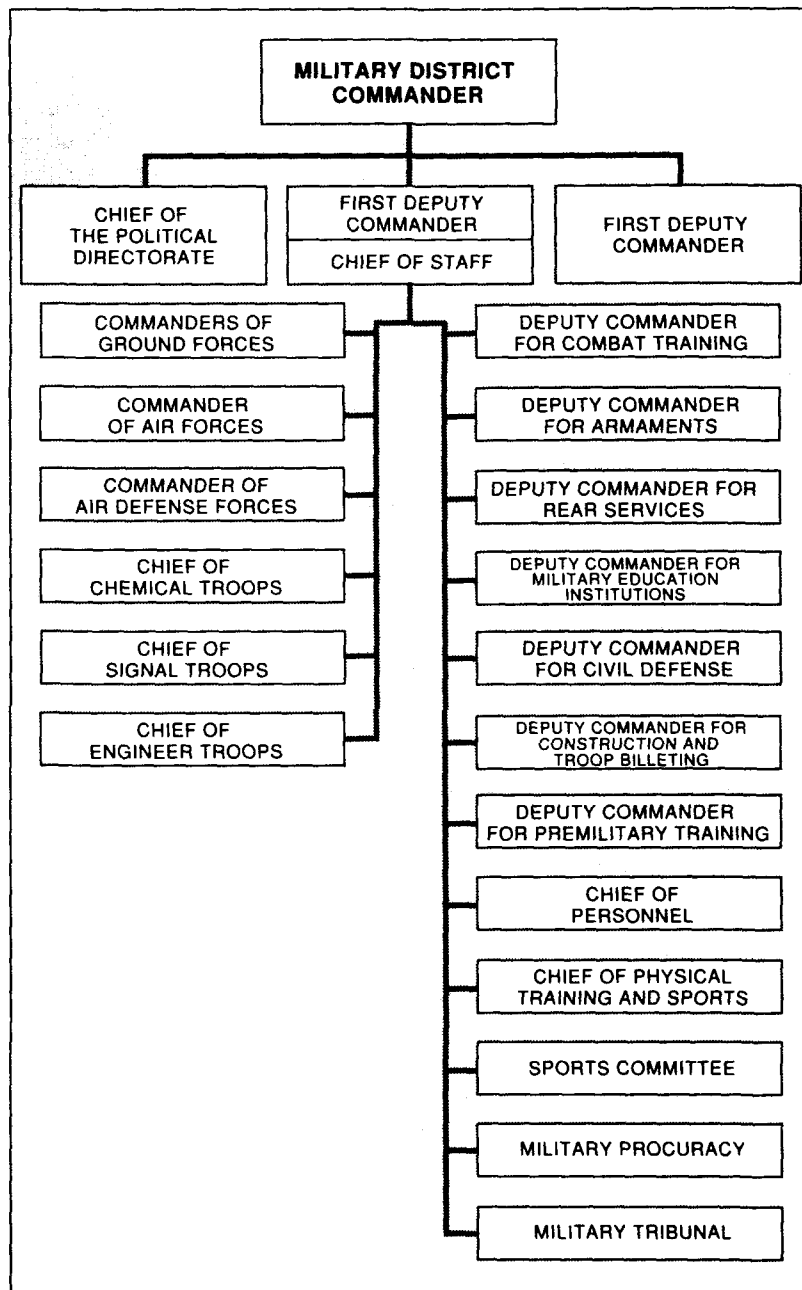 MILITARY DISTRICT
COMMANDER
CHIEF OF
THE POLITICAL
DIRECTORATE
FIRST DEPUTY
COMMANDER
CHIEF OF STAFF
FIRST DEPUTY
COMMANDER
COMMANDERS OF
GROUND FORCES
COMMANDER
OF AIR FORCES
COMMANDER OF
AIR DEFENSE FORCES
CHIEF OF
CHEMICAL TROOPS
CHIEF OF
SIGNAL TROOPS
CHIEF OF
ENGINEER TROOPS
DEPUTY COMMANDER
FOR COMBAT TRAINING
DEPUTY COMMANDER
FOR ARMAMENTS
DEPUTY COMMANDER FOR
REAR SERVICES
DEPUTY COMMANDER FOR
MILITARY EDUCATION
INSTITUTIONS
DEPUTY COMMANDER
FOR CIVIL DEFENSE
DEPUTY COMMANDER FOR
CONSTRUCTION AND
TROOP BILLETING
DEPUTY COMMANDER
FOR PREMILITARY TRAINING
CHIEF OF
PERSONNEL
CHIEF OF PHYSICAL
TRAINING AND SPORTS
SPORTS COMMITTEE
MILITARY PROCURACY
MILITARY TRIBUNAL